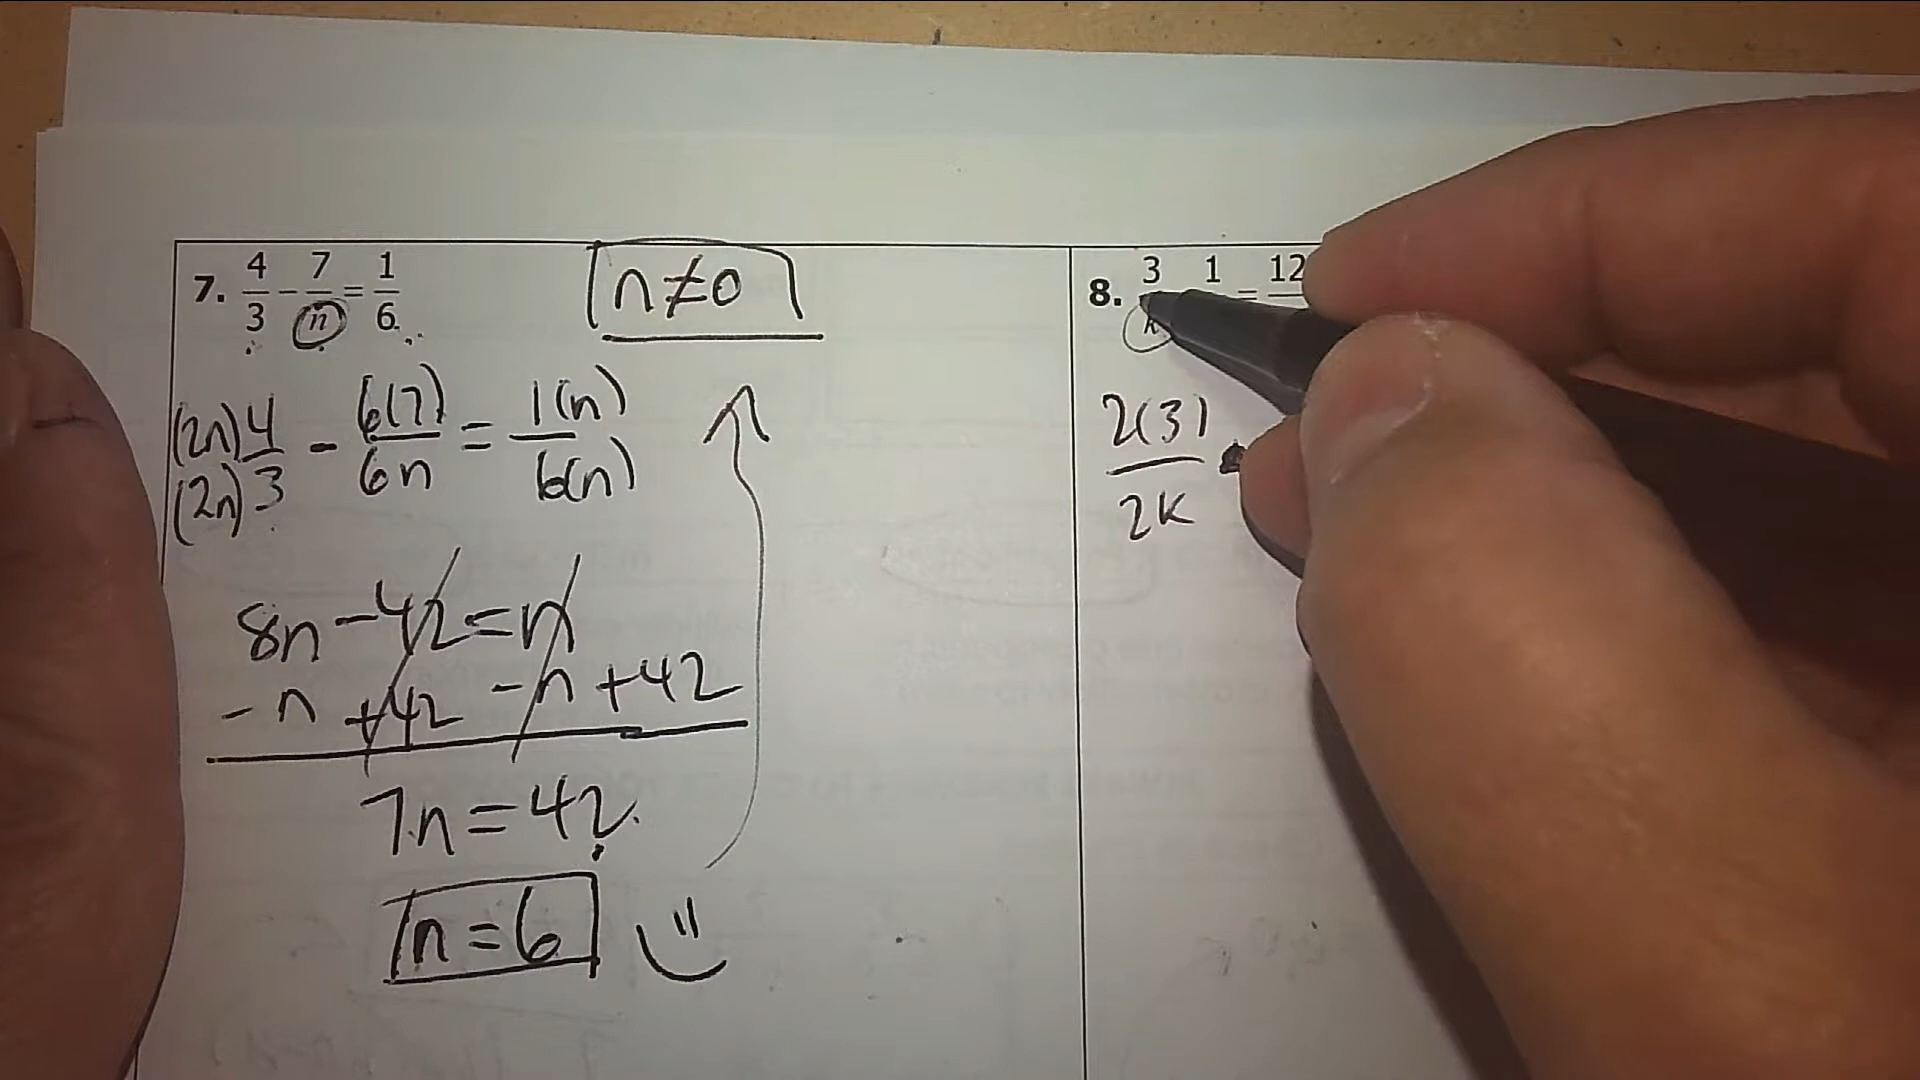 7. 4/3 - 7/n = 1/6
n≠0
(2n)4/(2n)3 - 6(7)/6n = 1(n)/6(n)
8n - 42 = n
- n + 42 - n + 42
7n = 42
n = 6
8. 3/k 1 = 12
2(3)/2K